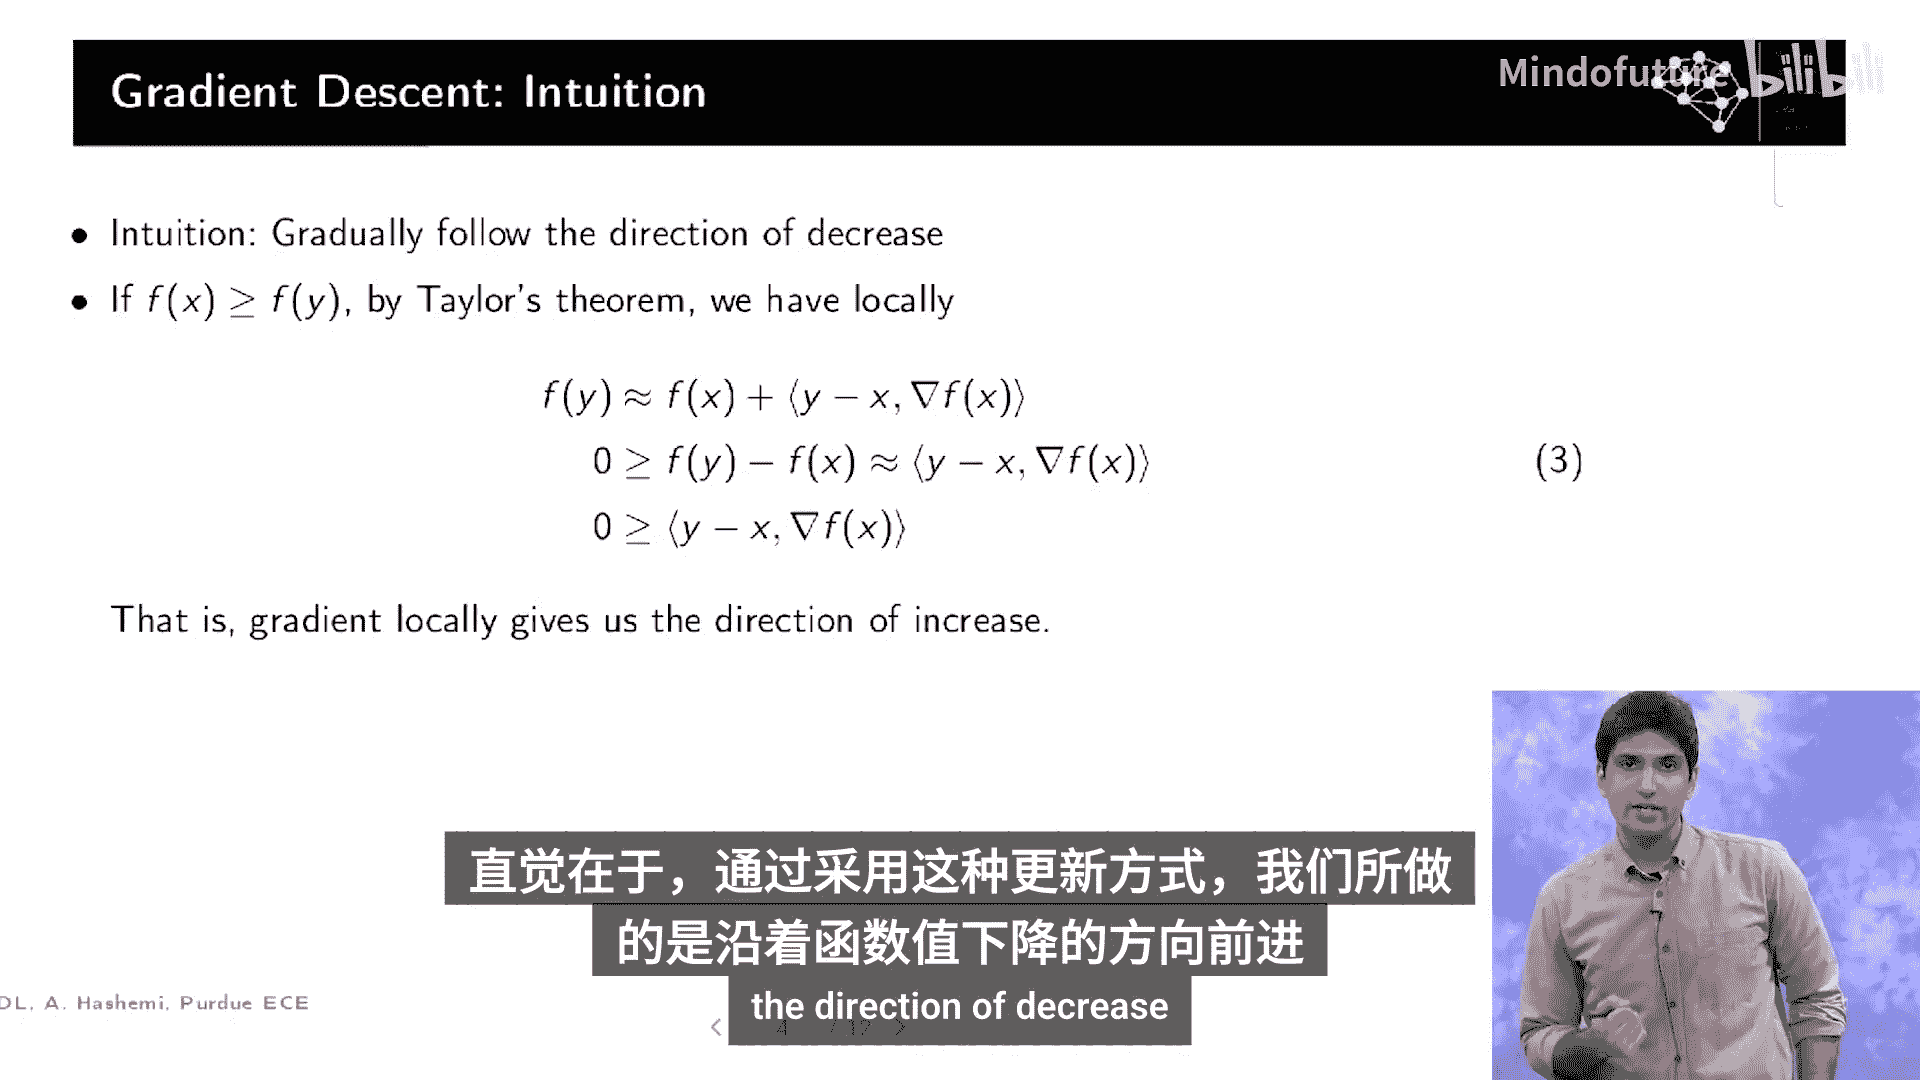 Gradient Descent: Intuition
Mindofuture
bilibili
• Intuition: Gradually follow the direction of decrease
• If f(x) ≥ f(y), by Taylor's theorem, we have locally
f(y) ≈ f(x) + ⟨y − x, ∇f(x)⟩
0 ≥ f(y) − f(x) ≈ ⟨y − x, ∇f(x)⟩ (3)
0 ≥ ⟨y − x, ∇f(x)⟩
That is, gradient locally gives us the direction of increase.
直觉在于，通过采用这种更新方式，我们所做
的是沿着函数值下降的方向前进
the direction of decrease
DL, A. Hashemi, Purdue ECE